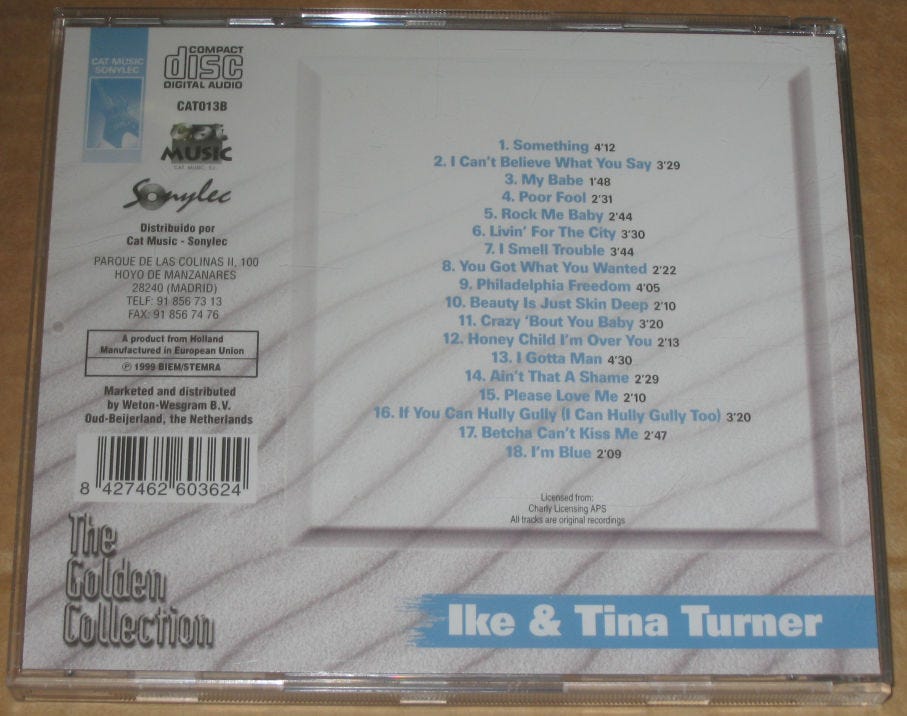 CAT MUSIC
SONYLEC
COMPACT
disc
DIGITAL AUDIO
CAT013B
Cat
MUSIC
CAT MUSIC, S.L.
Sonylec
Distribuido por
Cat Music - Sonylec
PARQUE DE LAS COLINAS II, 100
HOYO DE MANZANARES
28240 (MADRID)
TELF: 91 856 73 13
FAX: 91 856 74 76
A product from Holland
Manufactured in European Union
℗ 1999 BIEM/STEMRA
Marketed and distributed
by Weton-Wesgram B.V.
Oud-Beijerland, the Netherlands
8 427462 603624
The
Golden
Collection
1. Something 4'12
2. I Can't Believe What You Say 3'29
3. My Babe 1'48
4. Poor Fool 2'31
5. Rock Me Baby 2'44
6. Livin' For The City 3'30
7. I Smell Trouble 3'44
8. You Got What You Wanted 2'22
9. Philadelphia Freedom 4'05
10. Beauty Is Just Skin Deep 2'10
11. Crazy 'Bout You Baby 3'20
12. Honey Child I'm Over You 2'13
13. I Gotta Man 4'30
14. Ain't That A Shame 2'29
15. Please Love Me 2'10
16. If You Can Hully Gully (I Can Hully Gully Too) 3'20
17. Betcha Can't Kiss Me 2'47
18. I'm Blue 2'09
Licensed from:
Charly Licensing APS
All tracks are original recordings
Ike & Tina Turner